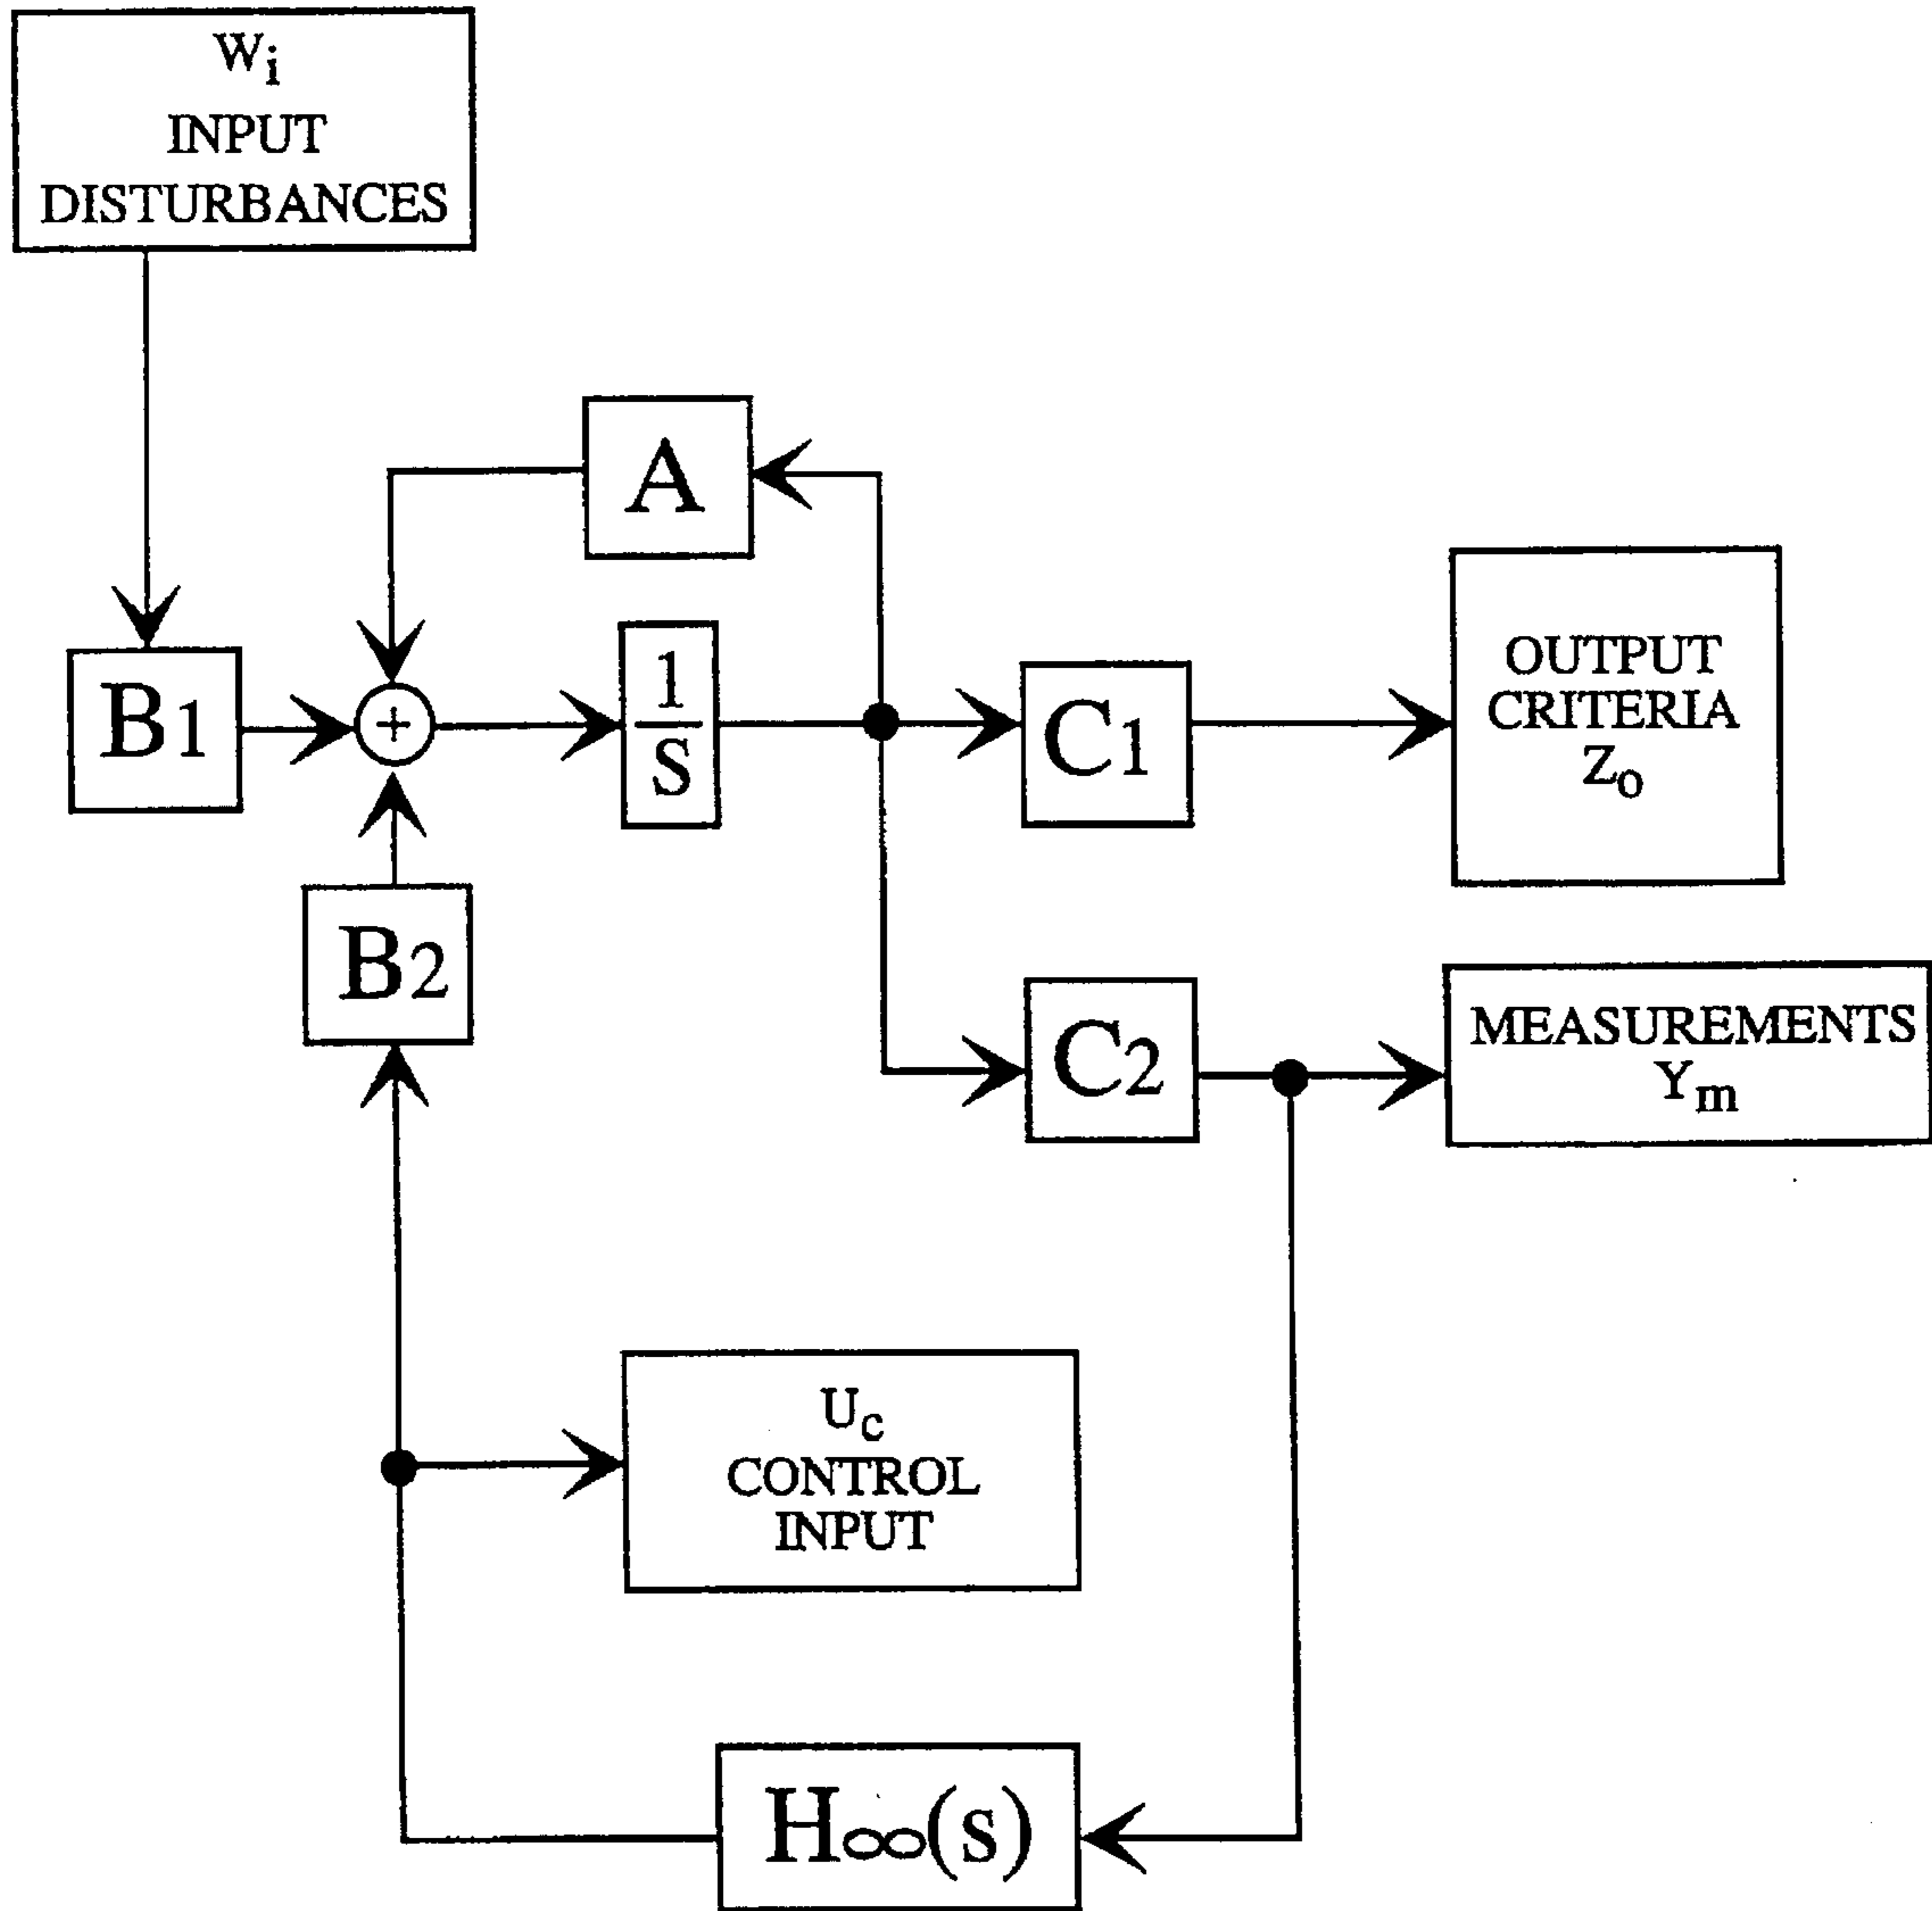 Wi
INPUT
DISTURBANCES
A
B1
+
1
S
C1
OUTPUT
CRITERIA
Zo
B2
C2
MEASUREMENTS
Ym
Uc
CONTROL
INPUT
H∞(s)